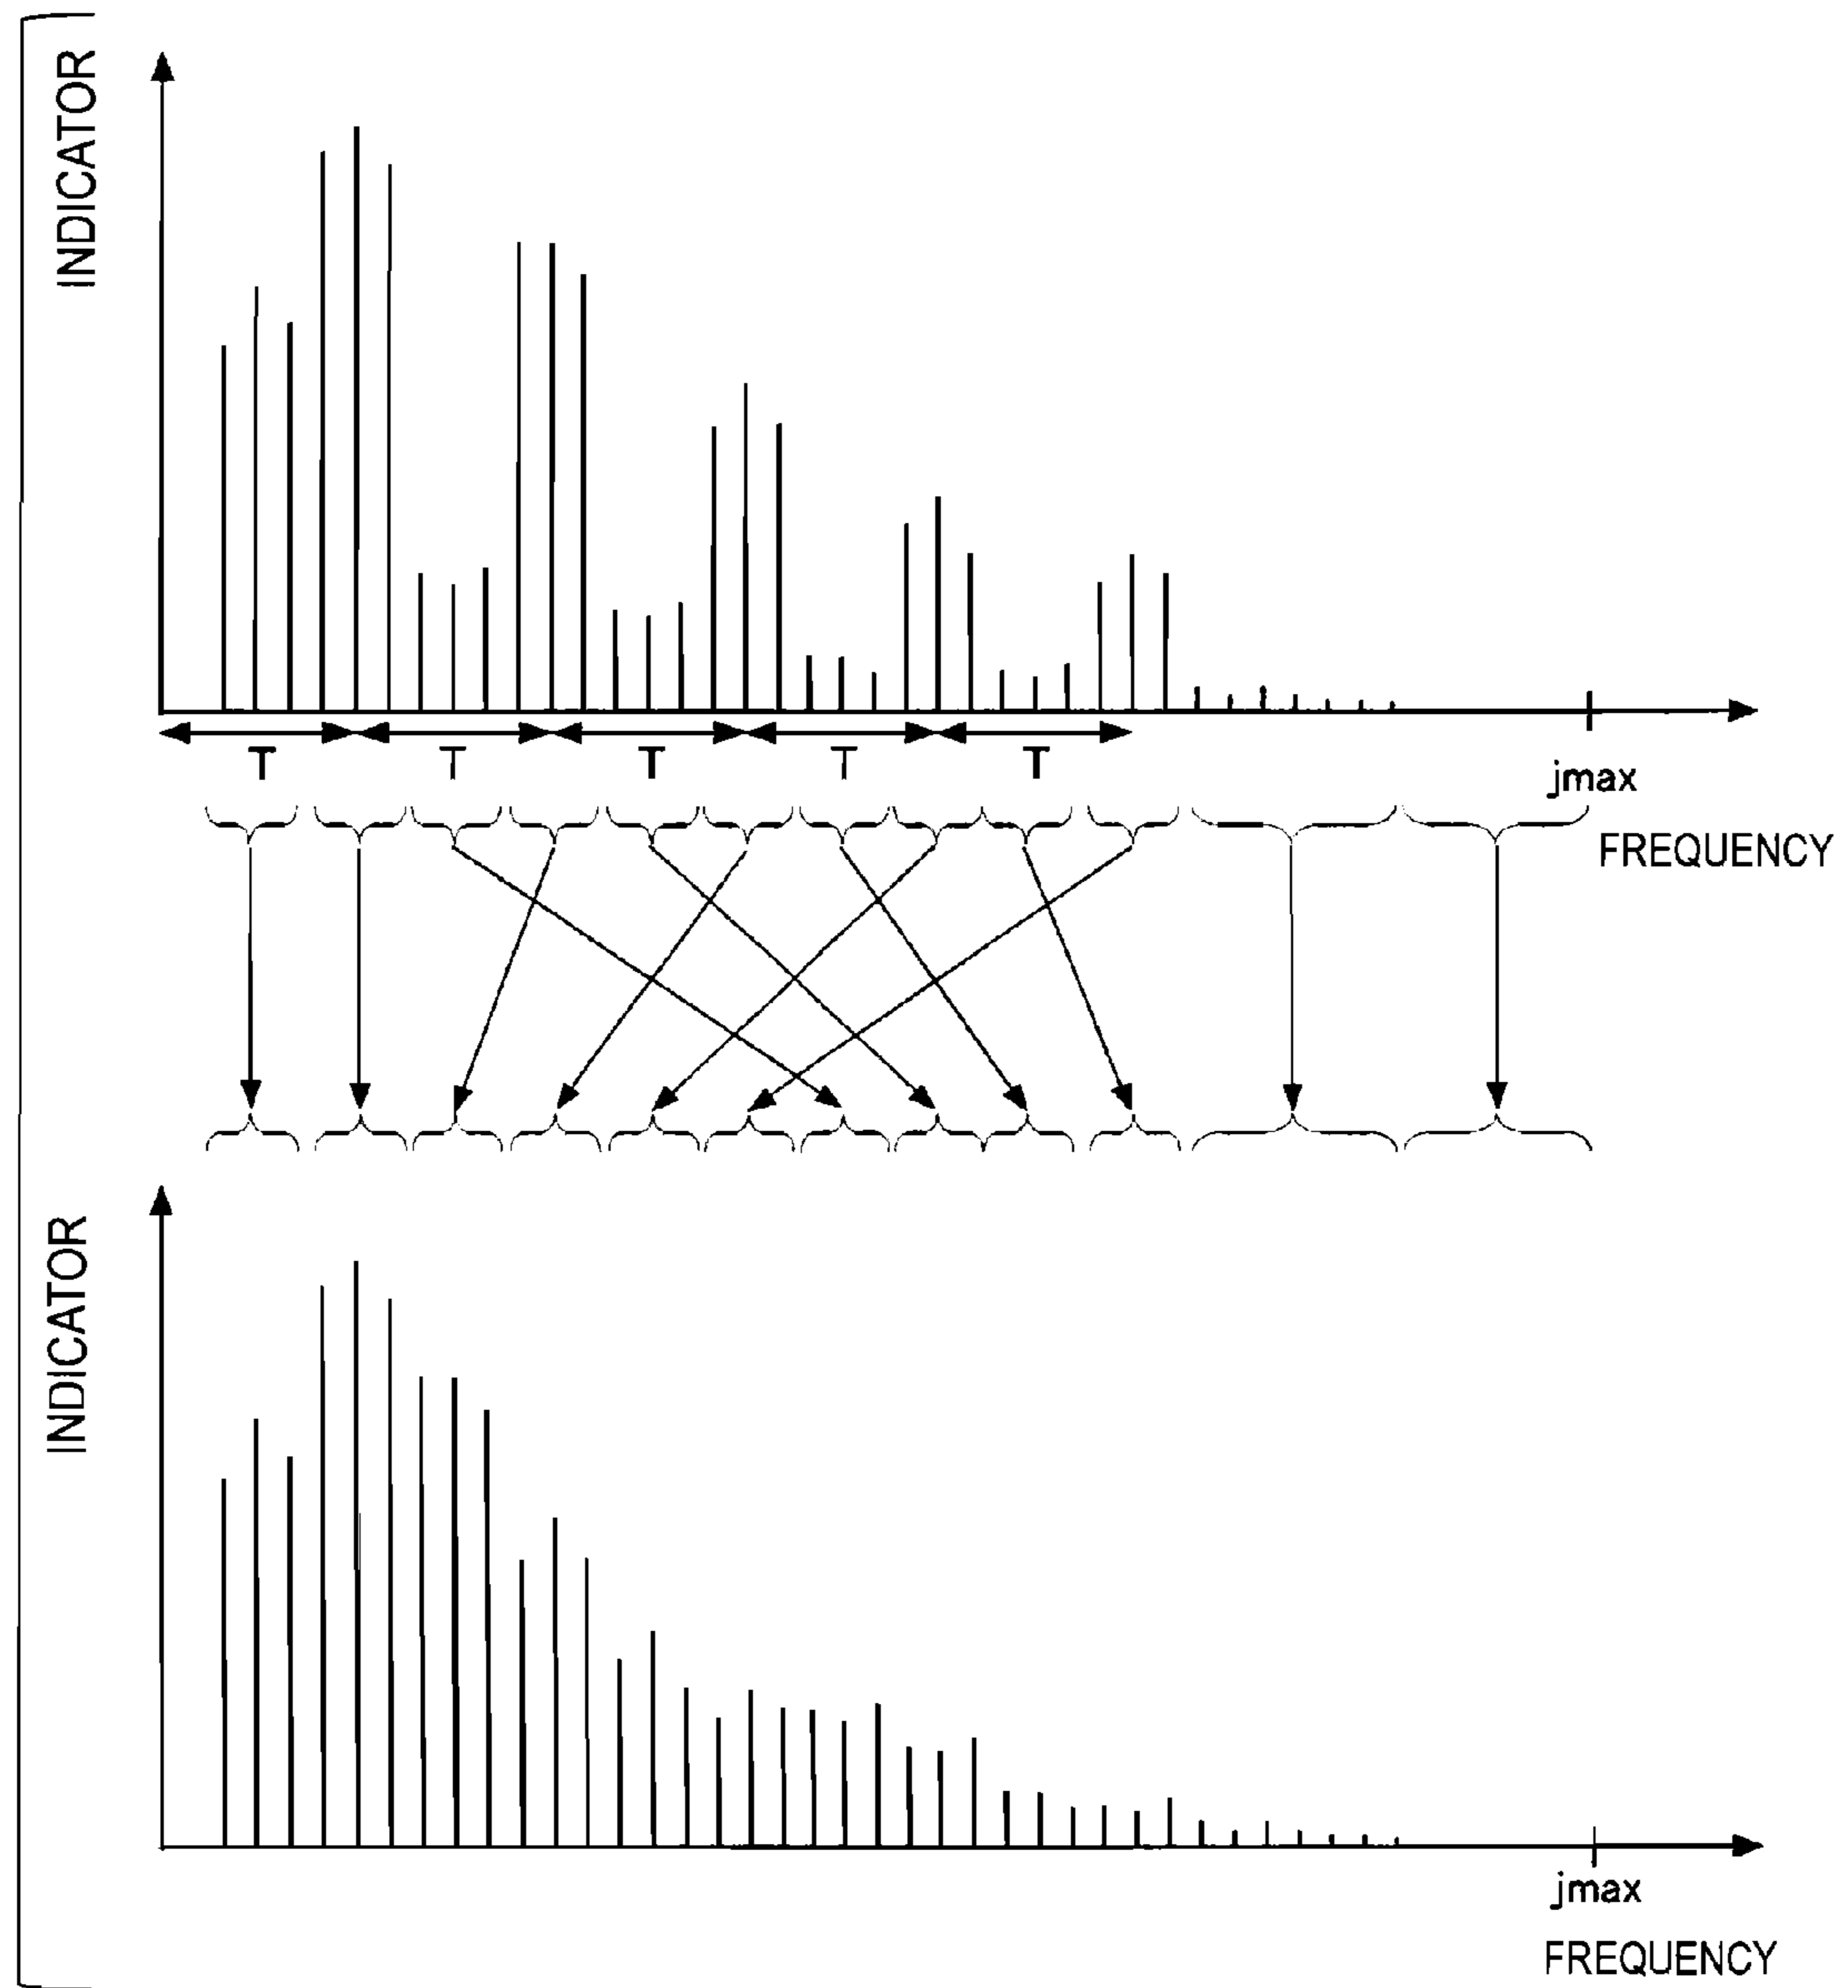 INDICATOR
T T T T T
jmax
FREQUENCY
INDICATOR
jmax
FREQUENCY